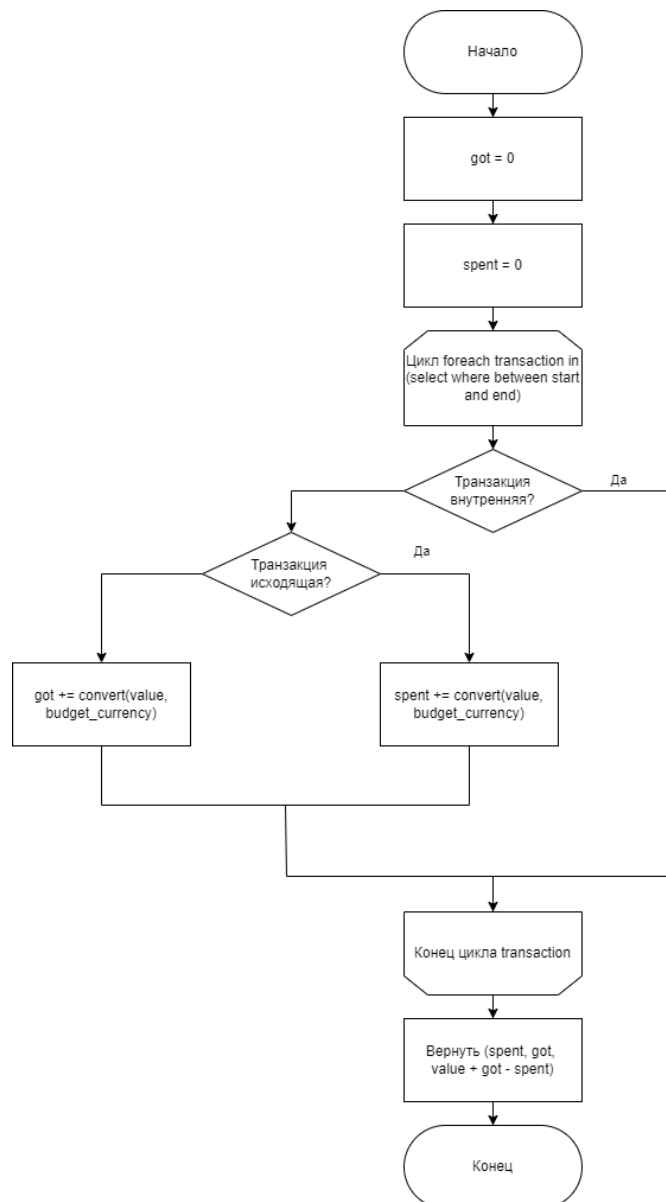 Начало
got = 0
spent = 0
Цикл foreach transaction in
(select where between start
and end)
Транзакция
внутренняя?
Да
Транзакция
исходящая?
Да
got += convert(value,
budget_currency)
spent += convert(value,
budget_currency)
Конец цикла transaction
Вернуть (spent, got,
value + got - spent)
Конец